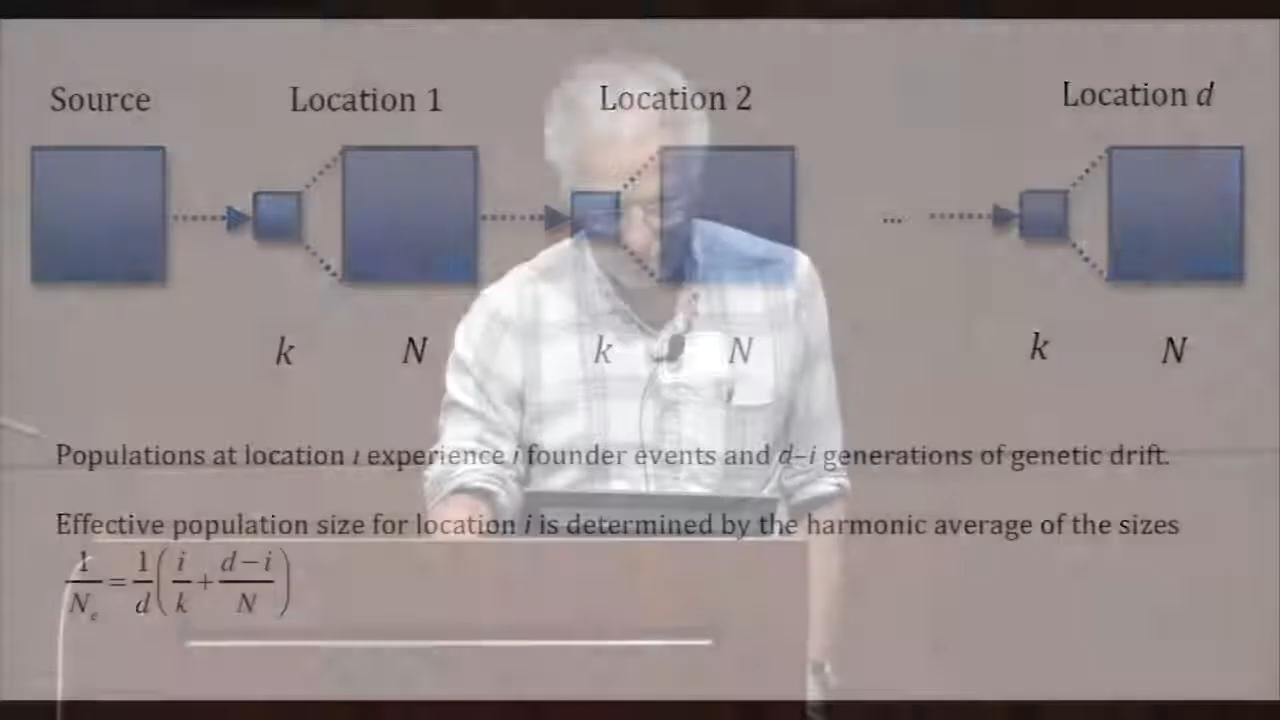 Source Location 1 Location 2 Location d
...
k N k N k N
Populations at location i experience i founder events and d–i generations of genetic drift.
Effective population size for location i is determined by the harmonic average of the sizes
1/Nₑ = 1/d (i/k + d−i/N)